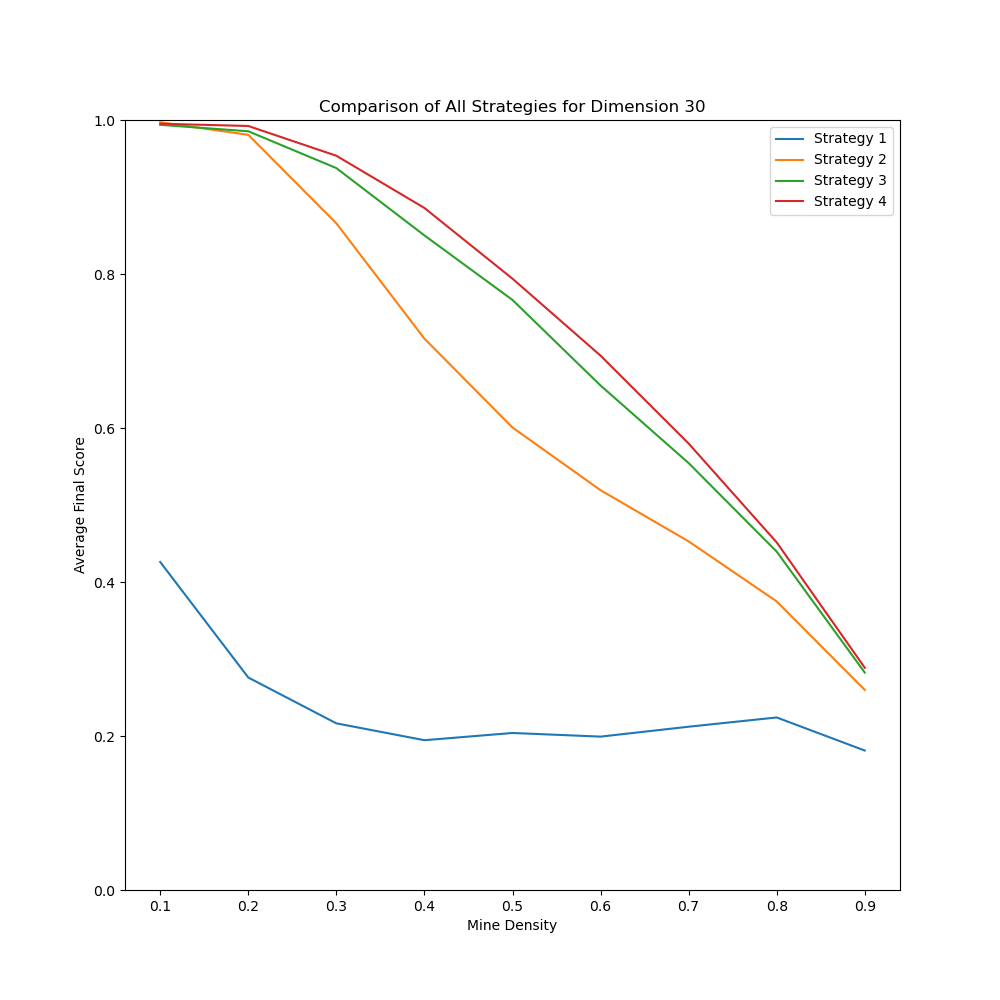 Comparison of All Strategies for Dimension 30
Strategy 1
Strategy 2
Strategy 3
Strategy 4
Average Final Score
1.0
0.8
0.6
0.4
0.2
0.0
0.1 0.2 0.3 0.4 0.5 0.6 0.7 0.8 0.9
Mine Density